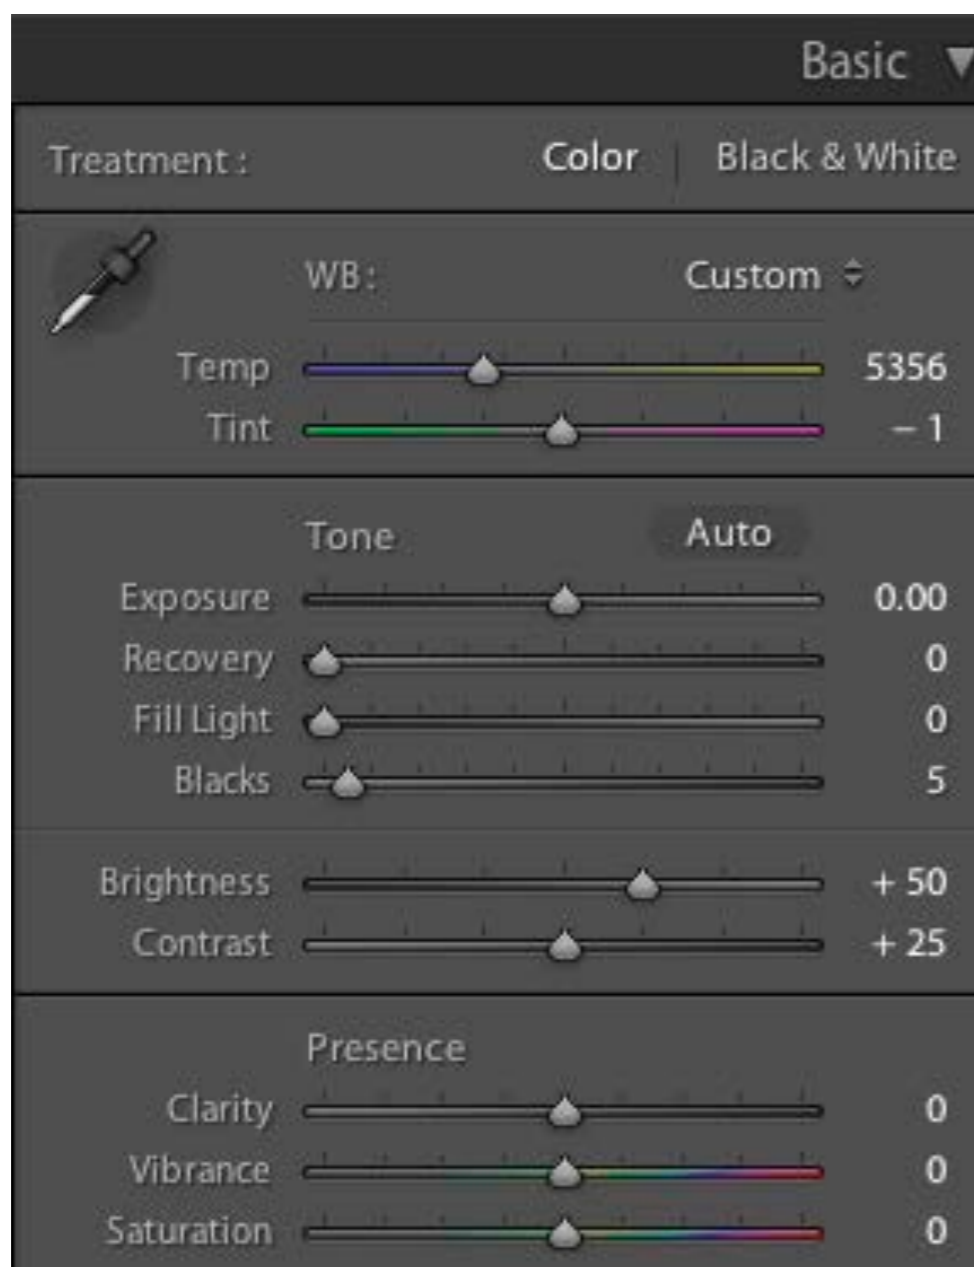 Basic ▼
Treatment : Color | Black & White
WB : Custom
Temp 5356
Tint – 1
Tone Auto
Exposure 0.00
Recovery 0
Fill Light 0
Blacks 5
Brightness + 50
Contrast + 25
Presence
Clarity 0
Vibrance 0
Saturation 0